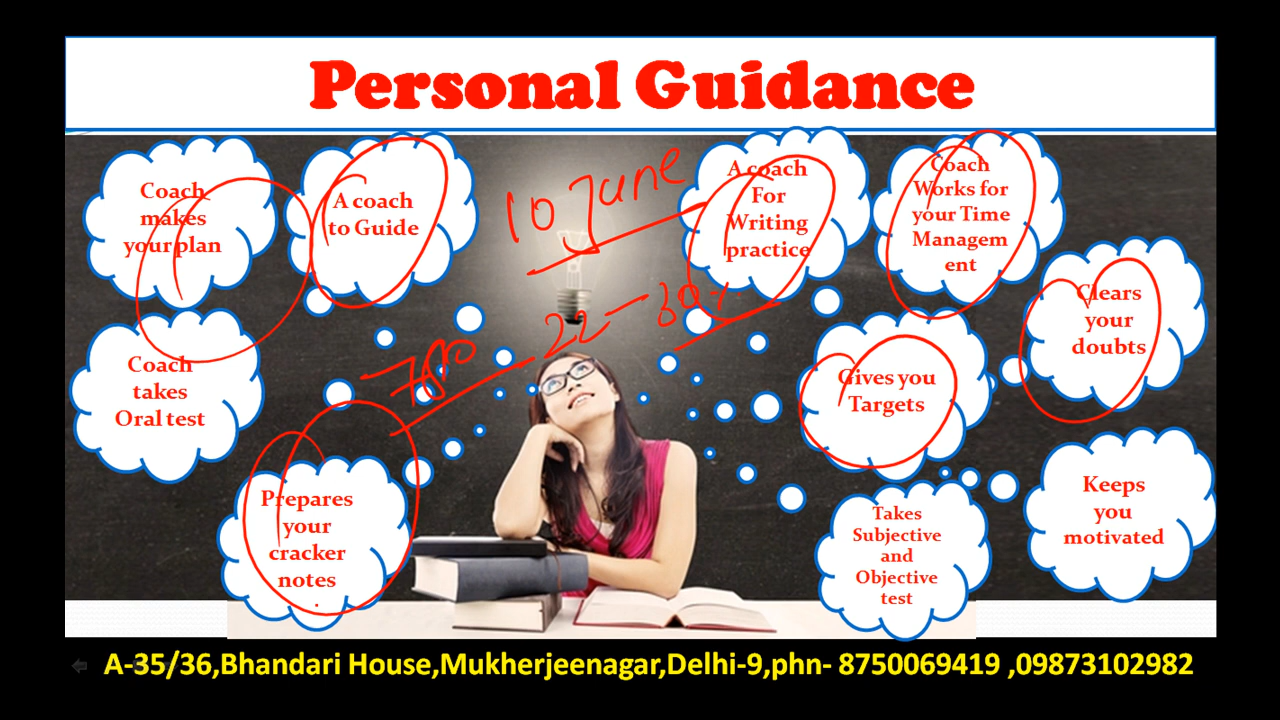 Personal Guidance
Coach
makes
your plan
A coach
to Guide
10 June
A coach
For
Writing
practice
Coach
Works for
your Time
Managem
ent
Clears
your
doubts
Coach
takes
Oral test
22-30%
Gives you
Targets
Prepares
your
cracker
notes
.
Takes
Subjective
and
Objective
test
Keeps
you
motivated
A-35/36,Bhandari House,Mukherjeenagar,Delhi-9,phn- 8750069419 ,09873102982